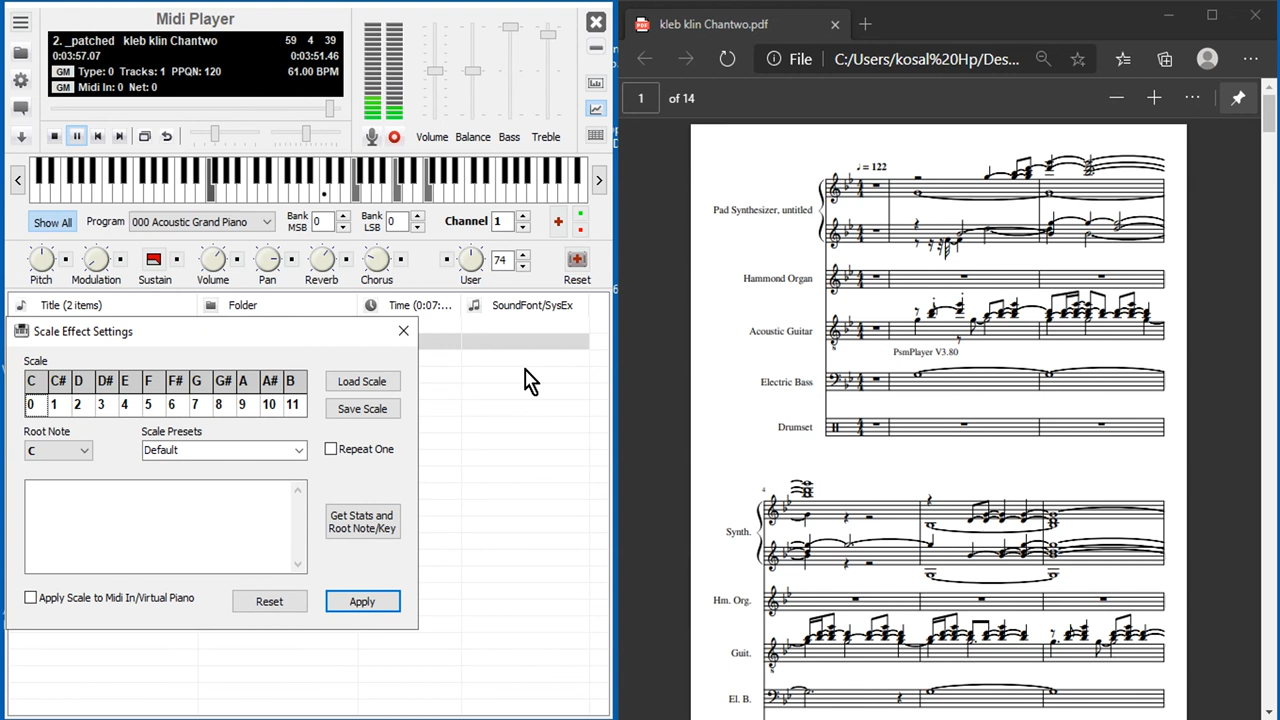 Midi Player
2. _patched kleb klin Chantwo 59 4 39
0:03:57.07 0:03:51.46
GM Type: 0 Tracks: 1 PPQN: 120 61.00 BPM
GM Midi In: 0 Net: 0
Volume Balance Bass Treble
Show All Program 000 Acoustic Grand Piano Bank MSB 0 Bank LSB 0 Channel 1
74
Pitch Modulation Sustain Volume Pan Reverb Chorus User Reset
Title (2 items) Folder Time (0:07:... SoundFont/SysEx
Scale Effect Settings
Scale
C C# D D# E F F# G G# A A# B
0 1 2 3 4 5 6 7 8 9 10 11
Load Scale
Save Scale
Root Note Scale Presets
C Default Repeat One
Get Stats and
Root Note/Key
Apply Scale to Midi In/Virtual Piano Reset Apply
kleb klin Chantwo.pdf
File C:/Users/kosal%20Hp/Des...
1 of 14
♩ = 122
Pad Synthesizer, untitled
Hammond Organ
Acoustic Guitar
PsmPlayer V3.80
Electric Bass
Drumset
4
Synth.
Hm. Org.
Guit.
El. B.